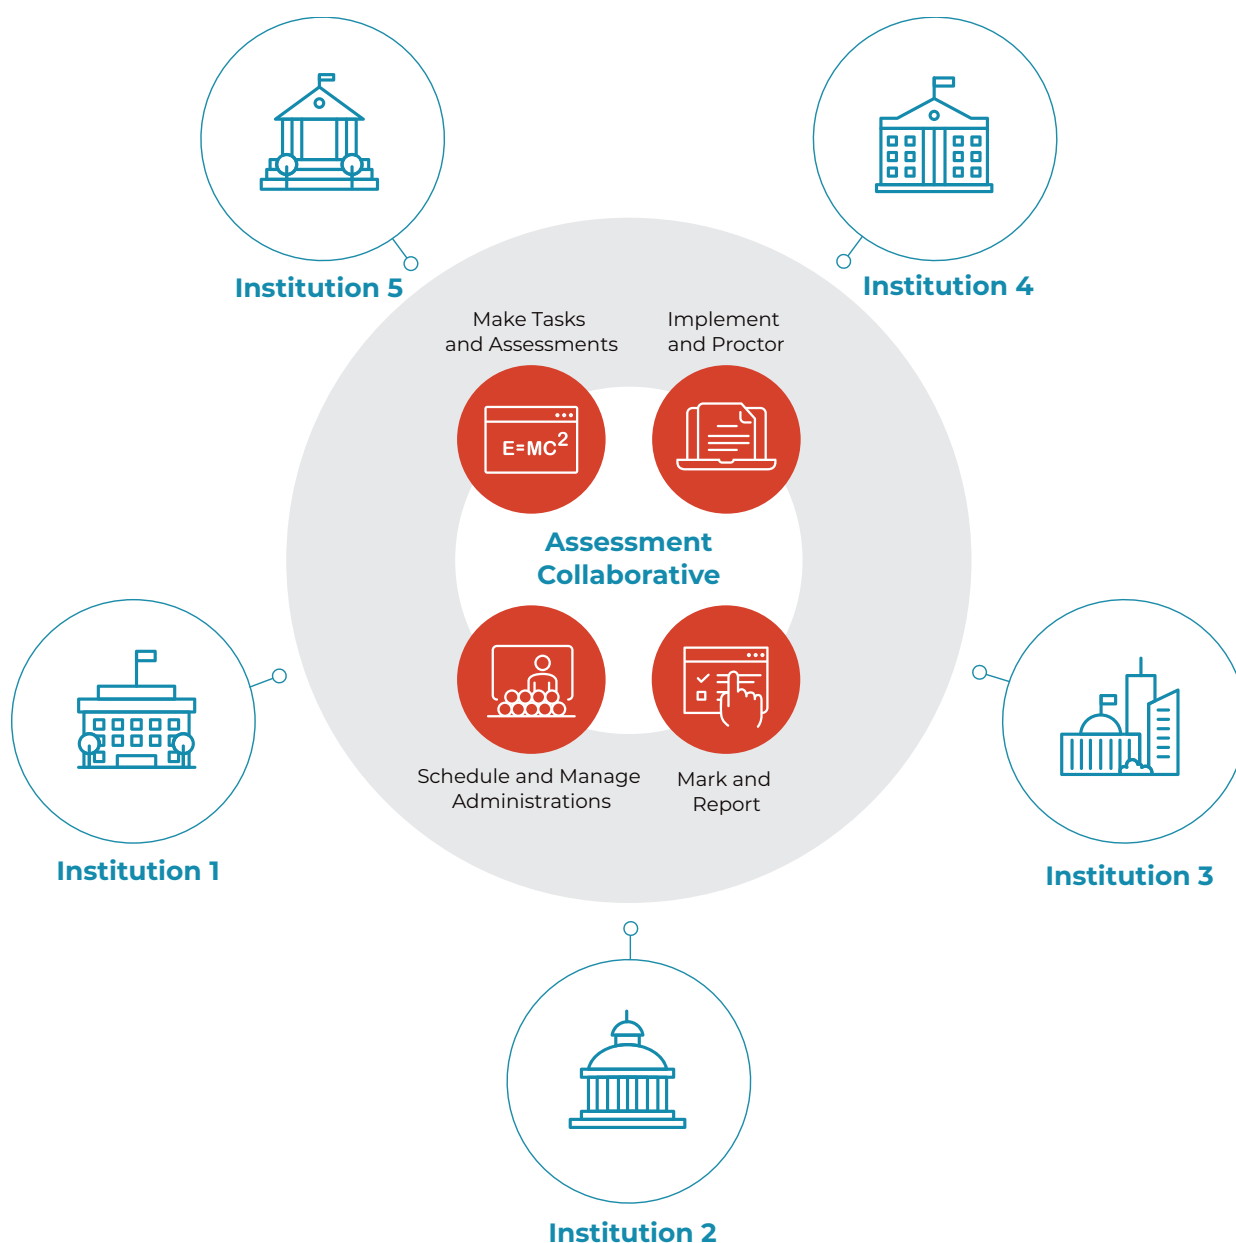 Institution 5
Institution 4
Make Tasks
and Assessments
Implement
and Proctor
E=MC²
Assessment
Collaborative
Schedule and Manage
Administrations
Mark and
Report
Institution 1
Institution 3
Institution 2